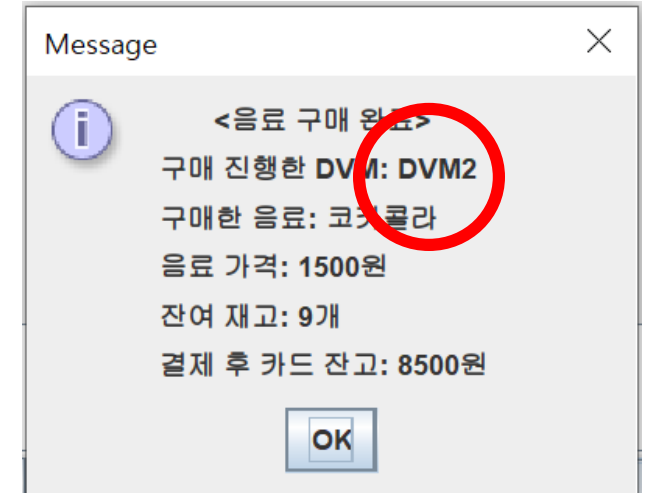 Message
<음료 구매 완료>
구매 진행한 DVM: DVM2
구매한 음료: 코카콜라
음료 가격: 1500원
잔여 재고: 9개
결제 후 카드 잔고: 8500원
OK